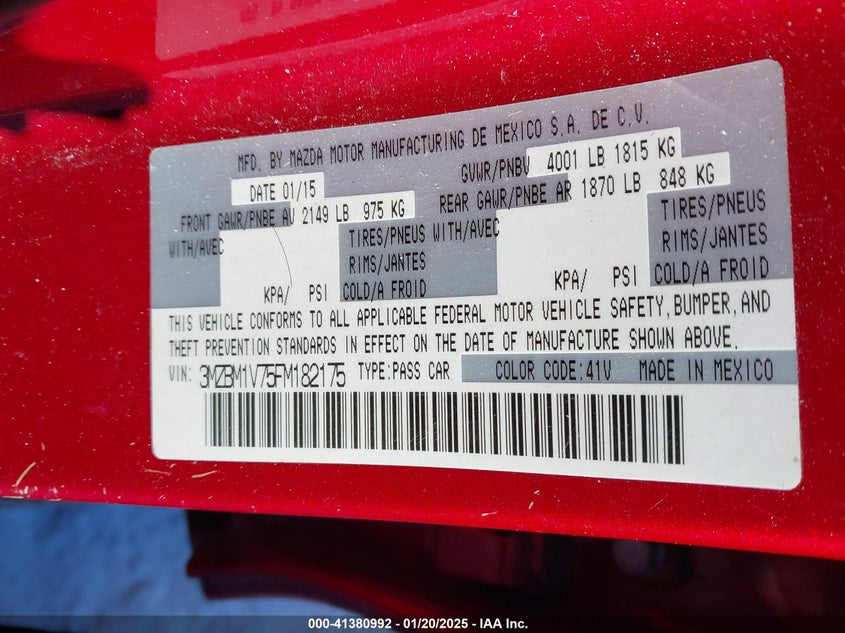 MFD. BY MAZDA MOTOR MANUFACTURING DE MEXICO S.A. DE C.V.
DATE 01/15
GVWR/PNBV 4001 LB 1815 KG
FRONT GAWR/PNBE AV 2149 LB 975 KG
REAR GAWR/PNBE AR 1870 LB 848 KG
WITH/AVEC
TIRES/PNEUS
WITH/AVEC
TIRES/PNEUS
RIMS/JANTES
RIMS/JANTES
KPA/ PSI COLD/A FROID
KPA/ PSI COLD/A FROID
THIS VEHICLE CONFORMS TO ALL APPLICABLE FEDERAL MOTOR VEHICLE SAFETY, BUMPER, AND
THEFT PREVENTION STANDARDS IN EFFECT ON THE DATE OF MANUFACTURE SHOWN ABOVE.
VIN: 3MZBM1V75FM182175 TYPE:PASS CAR COLOR CODE:41V MADE IN MEXICO
000-41380992 - 01/20/2025 - IAA Inc.